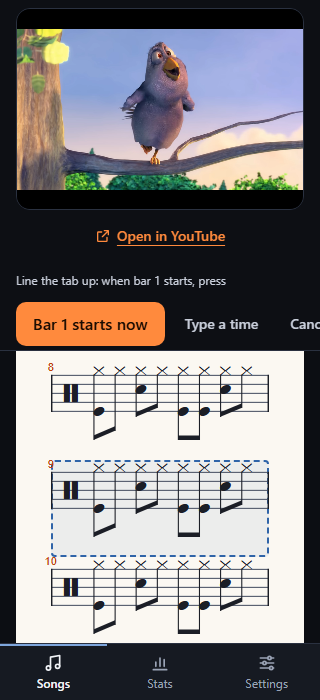 Open in YouTube
Line the tab up: when bar 1 starts, press
Bar 1 starts now
Type a time
Canc
8
9
10
Songs
Stats
Settings